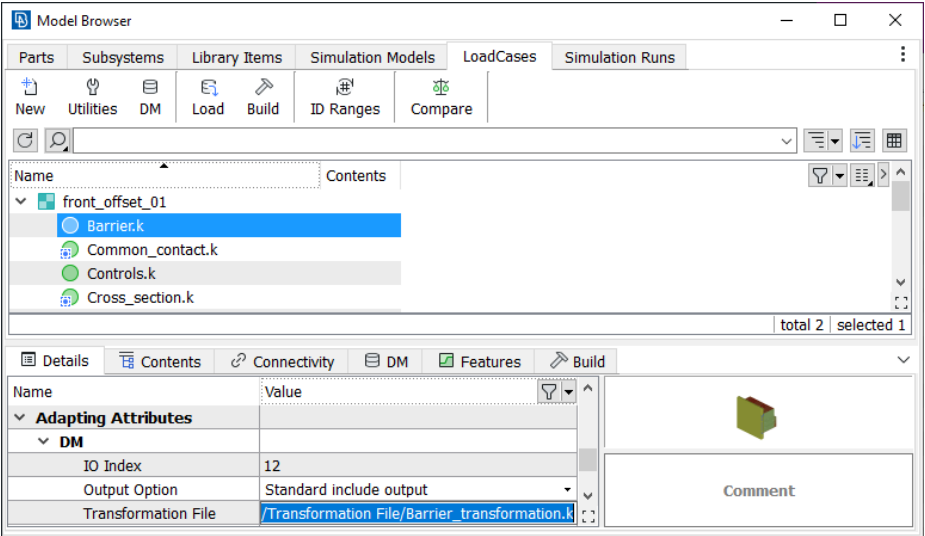 Model Browser
Parts Subsystems Library Items Simulation Models LoadCases Simulation Runs
New Utilities DM Load Build ID Ranges Compare
Name Contents
front_offset_01
Barrier.k
Common_contact.k
Controls.k
Cross_section.k
total 2 selected 1
Details Contents Connectivity DM Features Build
Name Value
Adapting Attributes
DM
IO Index 12
Output Option Standard include output
Transformation File /Transformation File/Barrier_transformation.k
Comment